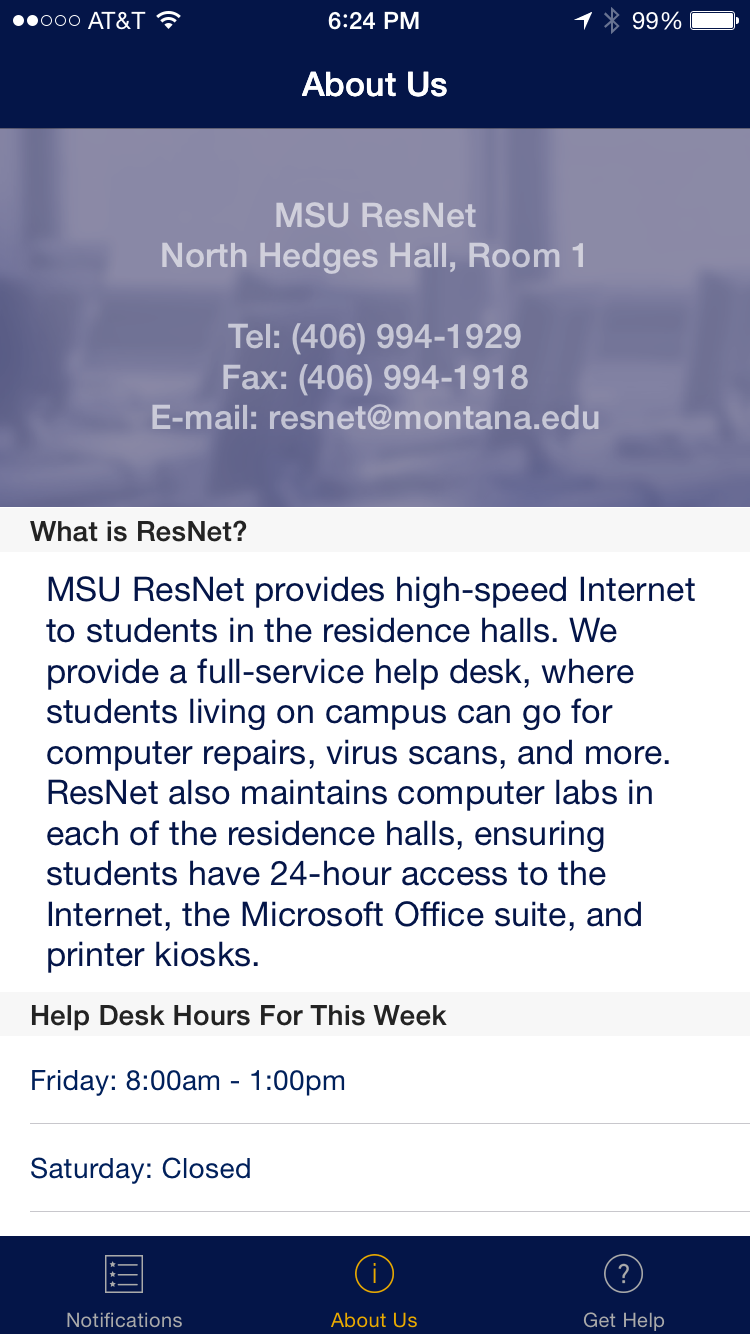 AT&T 6:24 PM 99%
About Us
MSU ResNet
North Hedges Hall, Room 1
Tel: (406) 994-1929
Fax: (406) 994-1918
E-mail: resnet@montana.edu
What is ResNet?
MSU ResNet provides high-speed Internet
to students in the residence halls. We
provide a full-service help desk, where
students living on campus can go for
computer repairs, virus scans, and more.
ResNet also maintains computer labs in
each of the residence halls, ensuring
students have 24-hour access to the
Internet, the Microsoft Office suite, and
printer kiosks.
Help Desk Hours For This Week
Friday: 8:00am - 1:00pm
Saturday: Closed
Notifications About Us Get Help